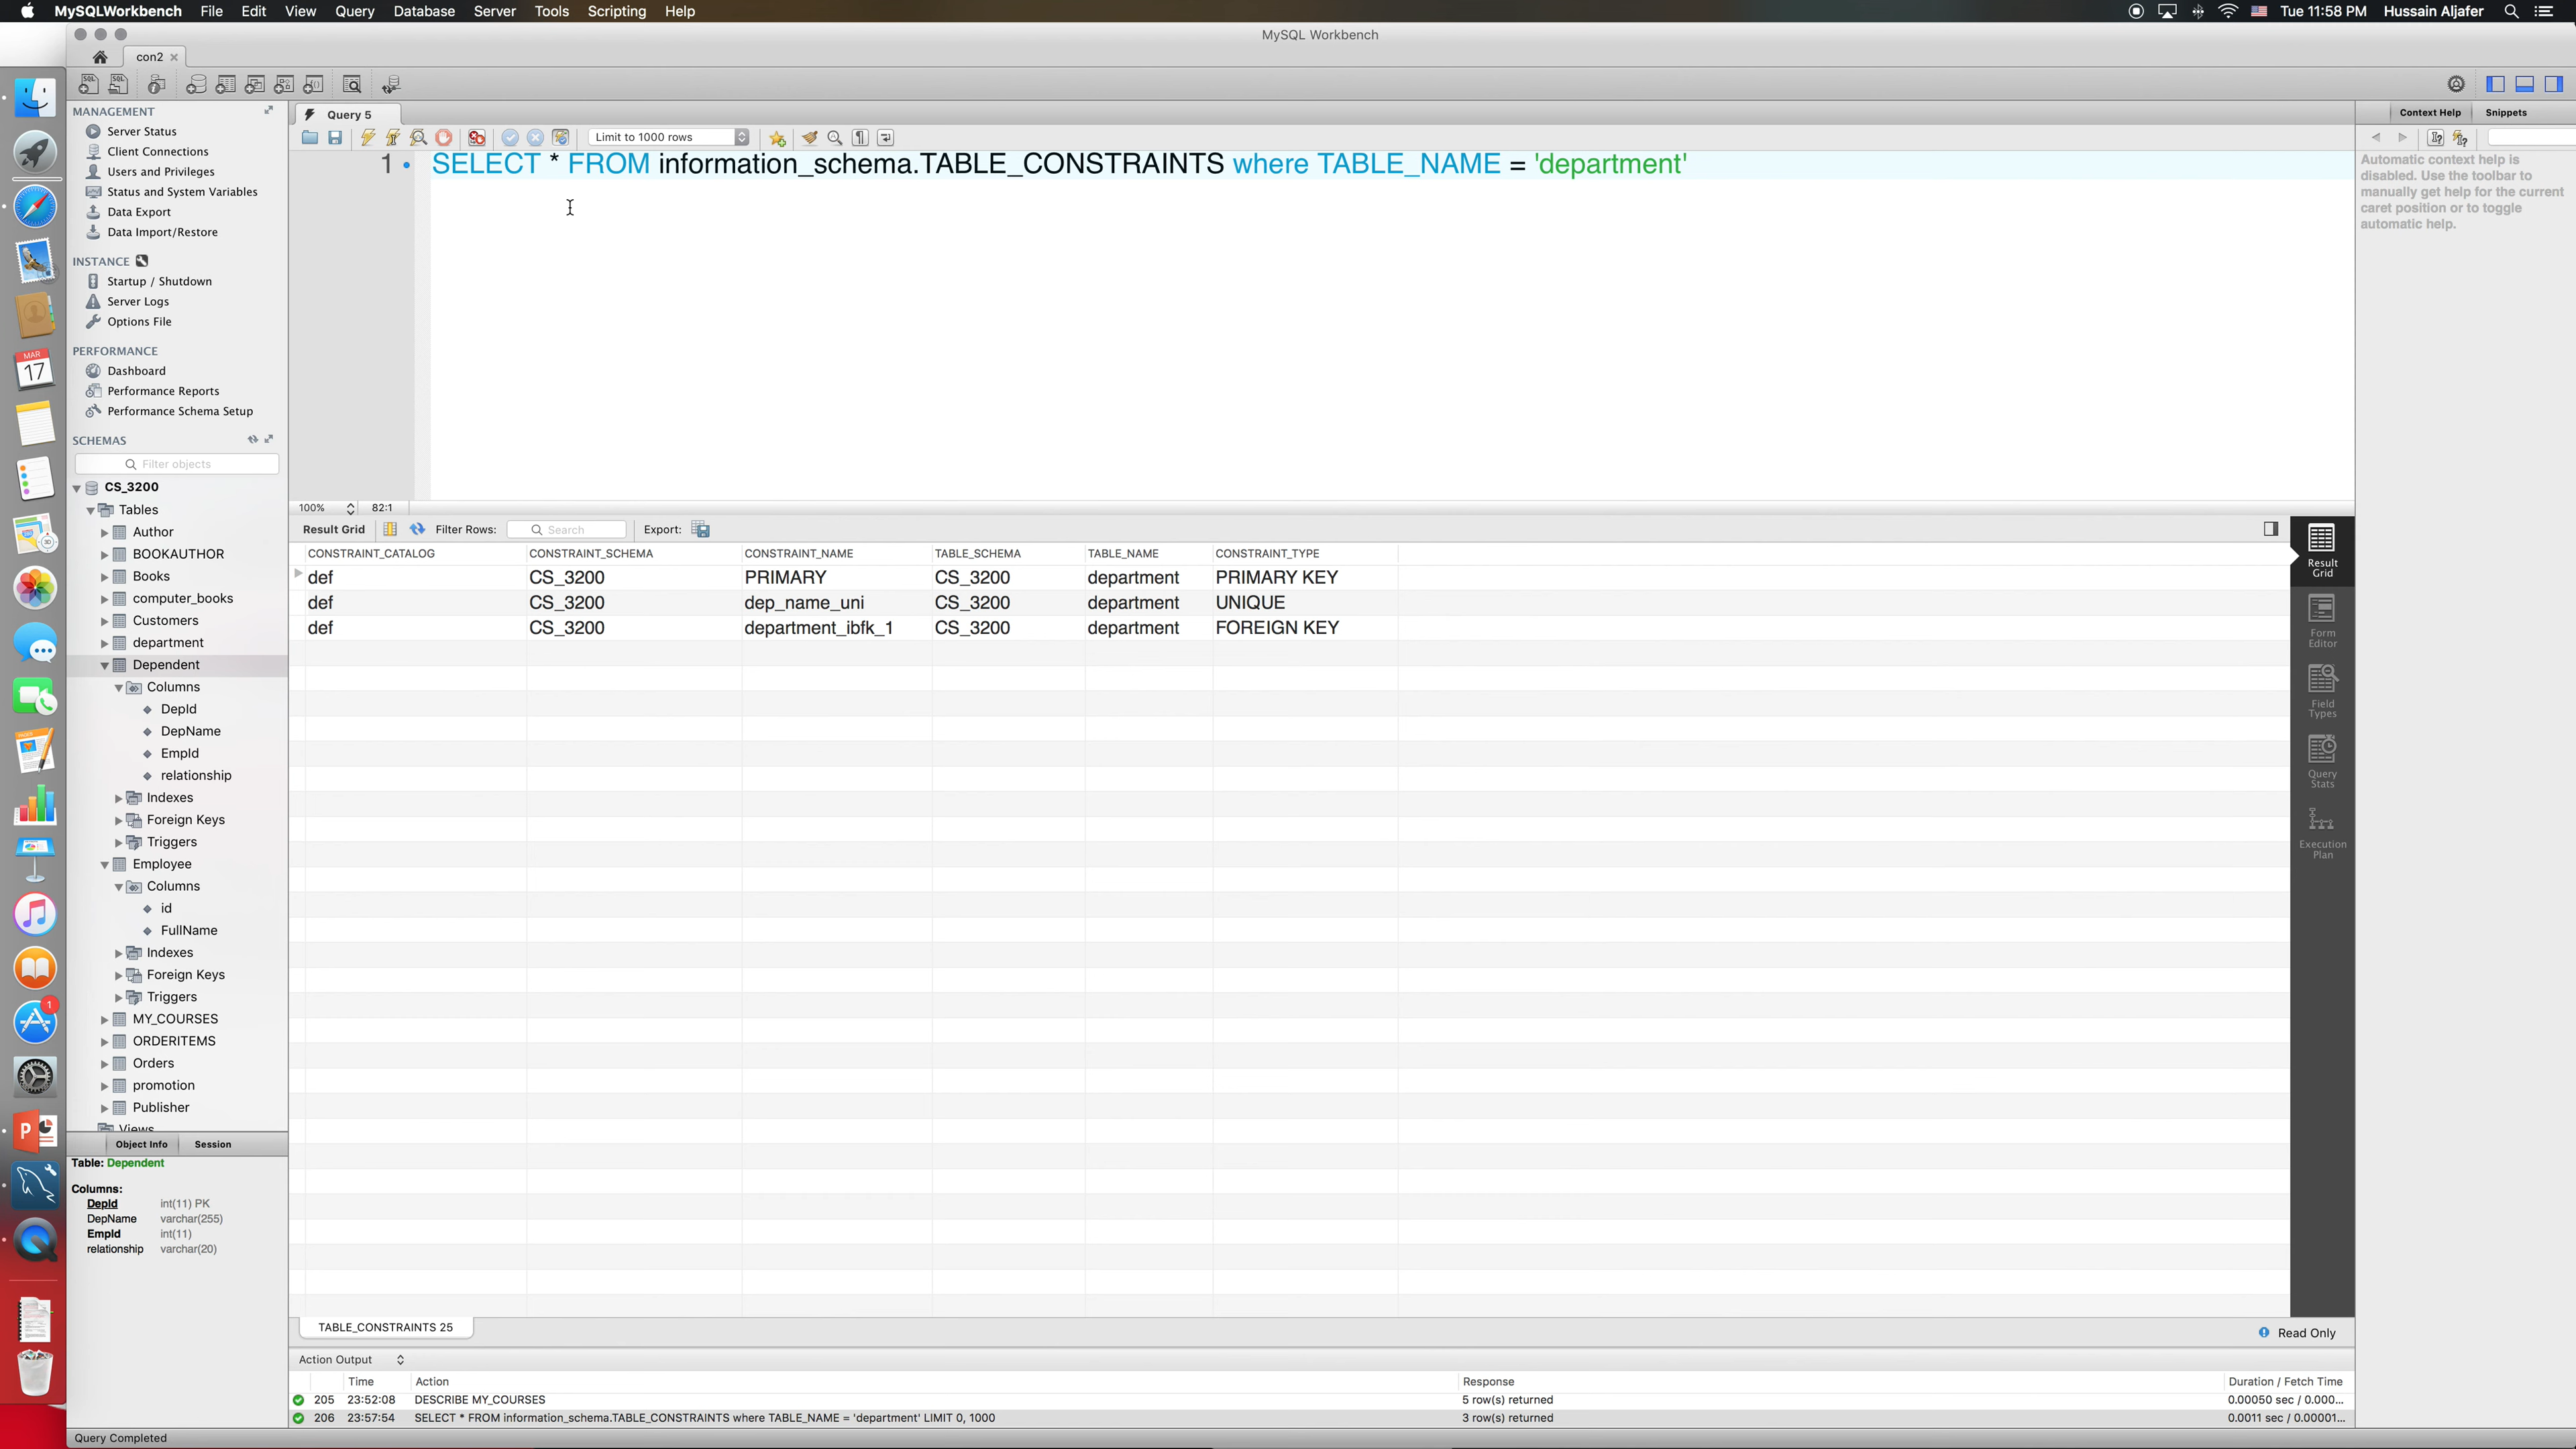 MySQLWorkbench File Edit View Query Database Server Tools Scripting Help Tue 11:58 PM Hussain Aljafer
MySQL Workbench
con2
MANAGEMENT
Server Status
Client Connections
Users and Privileges
Status and System Variables
Data Export
Data Import/Restore
INSTANCE
Startup / Shutdown
Server Logs
Options File
PERFORMANCE
Dashboard
Performance Reports
Performance Schema Setup
SCHEMAS
Filter objects
CS_3200
Tables
Author
BOOKAUTHOR
Books
computer_books
Customers
department
Dependent
Columns
DepId
DepName
EmpId
relationship
Indexes
Foreign Keys
Triggers
Employee
Columns
id
FullName
Indexes
Foreign Keys
Triggers
MY_COURSES
ORDERITEMS
Orders
promotion
Publisher
Views
Object Info Session
Table: Dependent
Columns:
DepId int(11) PK
DepName varchar(255)
EmpId int(11)
relationship varchar(20)
Query 5
Limit to 1000 rows
1 SELECT * FROM information_schema.TABLE_CONSTRAINTS where TABLE_NAME = 'department'
100% 82:1
Result Grid Filter Rows: Search Export:
CONSTRAINT_CATALOG CONSTRAINT_SCHEMA CONSTRAINT_NAME TABLE_SCHEMA TABLE_NAME CONSTRAINT_TYPE
def CS_3200 PRIMARY CS_3200 department PRIMARY KEY
def CS_3200 dep_name_uni CS_3200 department UNIQUE
def CS_3200 department_ibfk_1 CS_3200 department FOREIGN KEY
Result
Grid
Form
Editor
Field
Types
Query
Stats
Execution
Plan
TABLE_CONSTRAINTS 25
Read Only
Action Output
Time Action Response Duration / Fetch Time
205 23:52:08 DESCRIBE MY_COURSES 5 row(s) returned 0.00050 sec / 0.000...
206 23:57:54 SELECT * FROM information_schema.TABLE_CONSTRAINTS where TABLE_NAME = 'department' LIMIT 0, 1000 3 row(s) returned 0.0011 sec / 0.00001...
Query Completed
Context Help Snippets
Automatic context help is
disabled. Use the toolbar to
manually get help for the current
caret position or to toggle
automatic help.
MAR
17
1